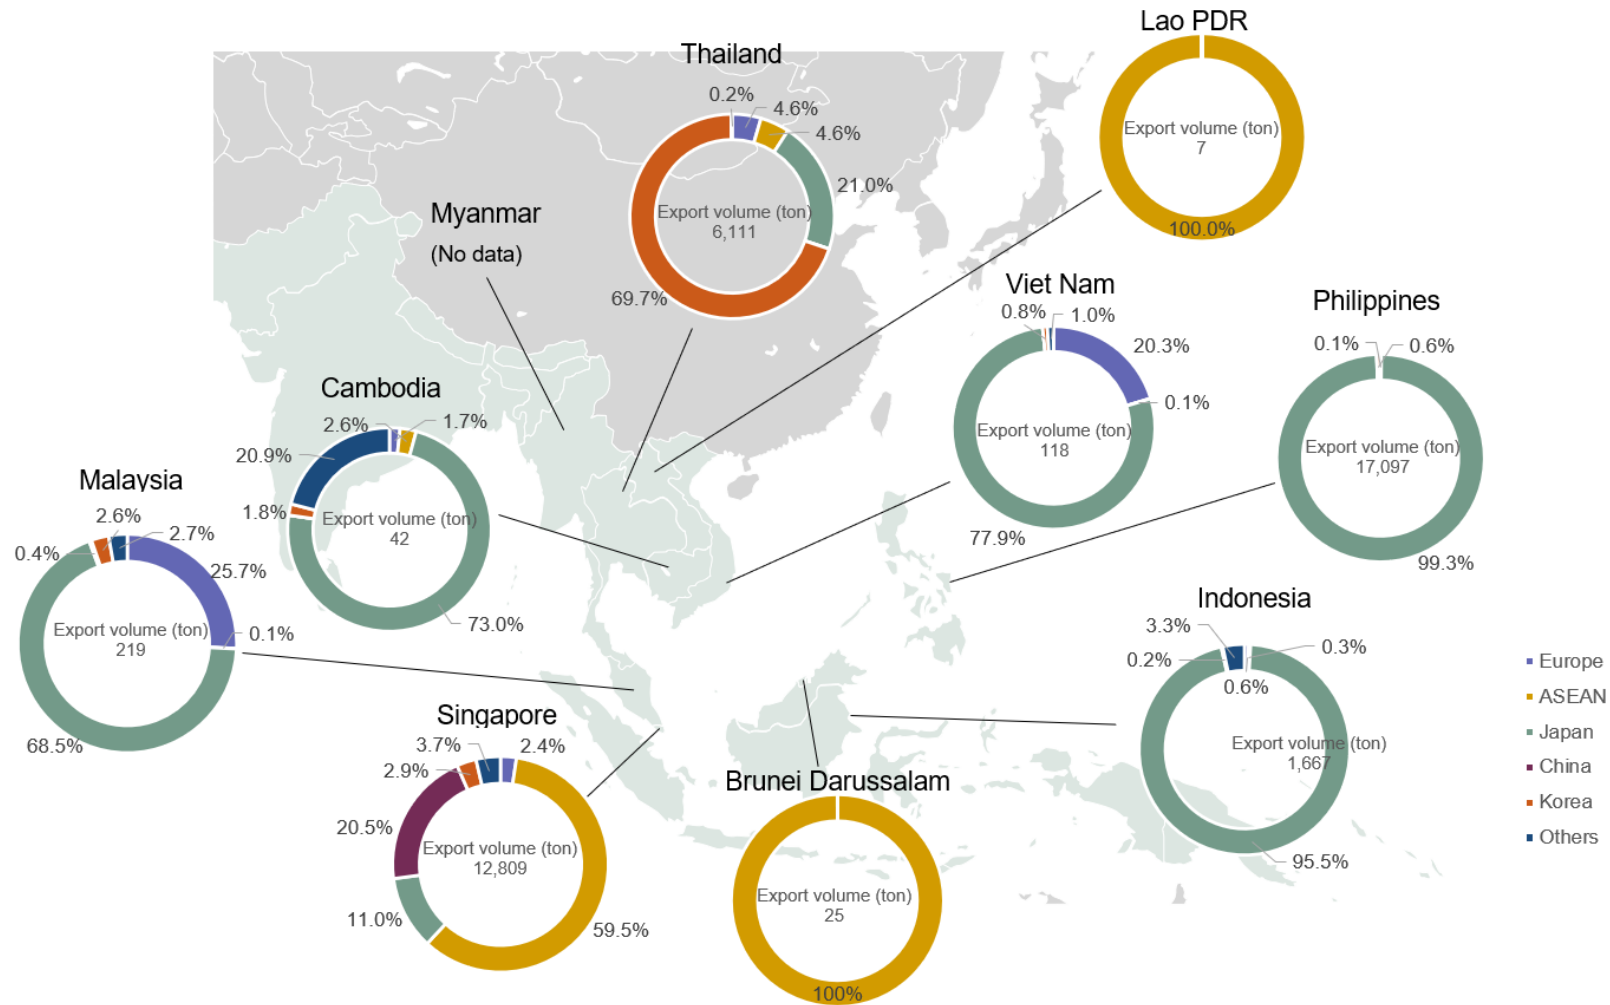 Lao PDR
Export volume (ton)
7
100.0%
Thailand
0.2%
4.6%
4.6%
21.0%
Export volume (ton)
6,111
69.7%
Myanmar
(No data)
Viet Nam
0.8%
1.0%
20.3%
0.1%
Export volume (ton)
118
77.9%
Philippines
0.1%
0.6%
Export volume (ton)
17,097
99.3%
Cambodia
2.6%
1.7%
20.9%
1.8%
Export volume (ton)
42
73.0%
Malaysia
2.6%
2.7%
0.4%
25.7%
Export volume (ton)
219
0.1%
68.5%
Indonesia
3.3%
0.2%
0.3%
0.6%
Export volume (ton)
1,667
95.5%
Singapore
3.7%
2.4%
2.9%
20.5%
Export volume (ton)
12,809
11.0%
59.5%
Brunei Darussalam
Export volume (ton)
25
100%
Europe
ASEAN
Japan
China
Korea
Others